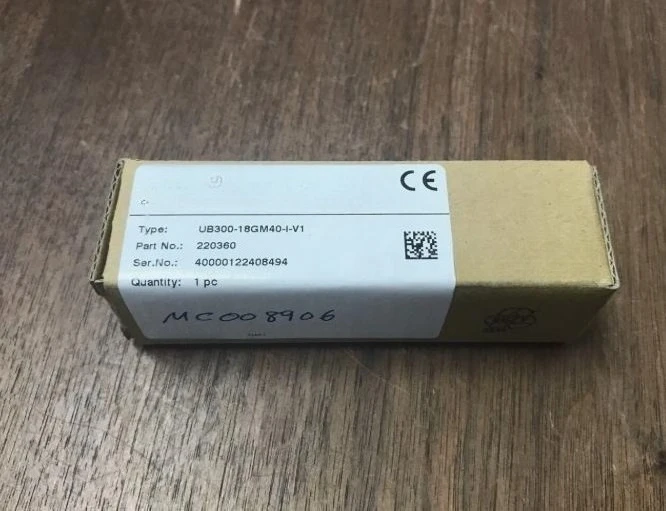 CE
Type: UB300-18GM40-I-V1
Part No.: 220360
Ser.No.: 40000122408494
Quantity: 1 pc
MC008906